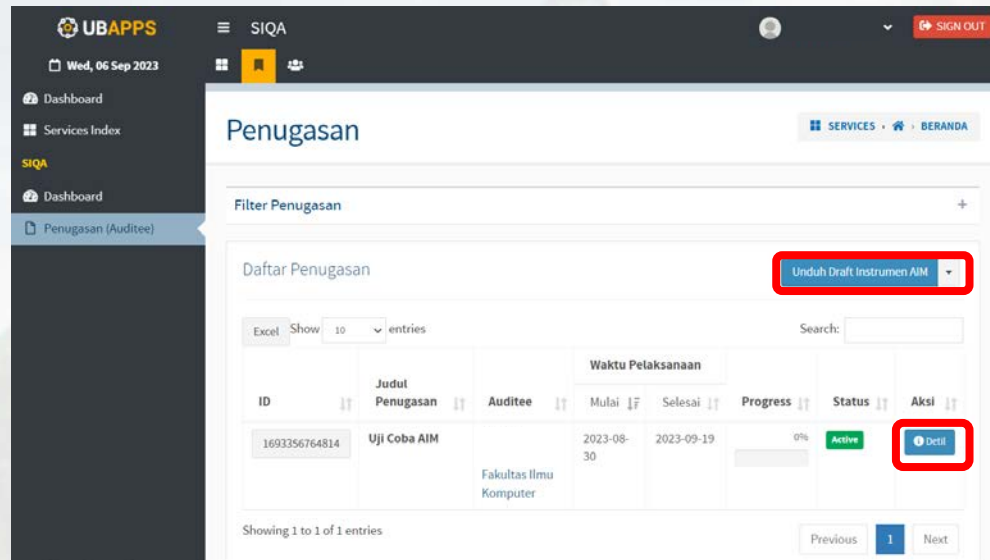 UBAPPS
SIQA
SIGN OUT
Wed, 06 Sep 2023
Dashboard
Services Index
SIQA
Dashboard
Penugasan (Auditee)
Penugasan
SERVICES › › BERANDA
Filter Penugasan +
Daftar Penugasan
Unduh Draft Instrumen AIM
Excel Show 10 entries
Search:
Waktu Pelaksanaan
ID Judul Penugasan Auditee Mulai Selesai Progress Status Aksi
1693356764814 Uji Coba AIM 2023-08-30 2023-09-19 0% Active Detil
Fakultas Ilmu
Komputer
Showing 1 to 1 of 1 entries
Previous 1 Next